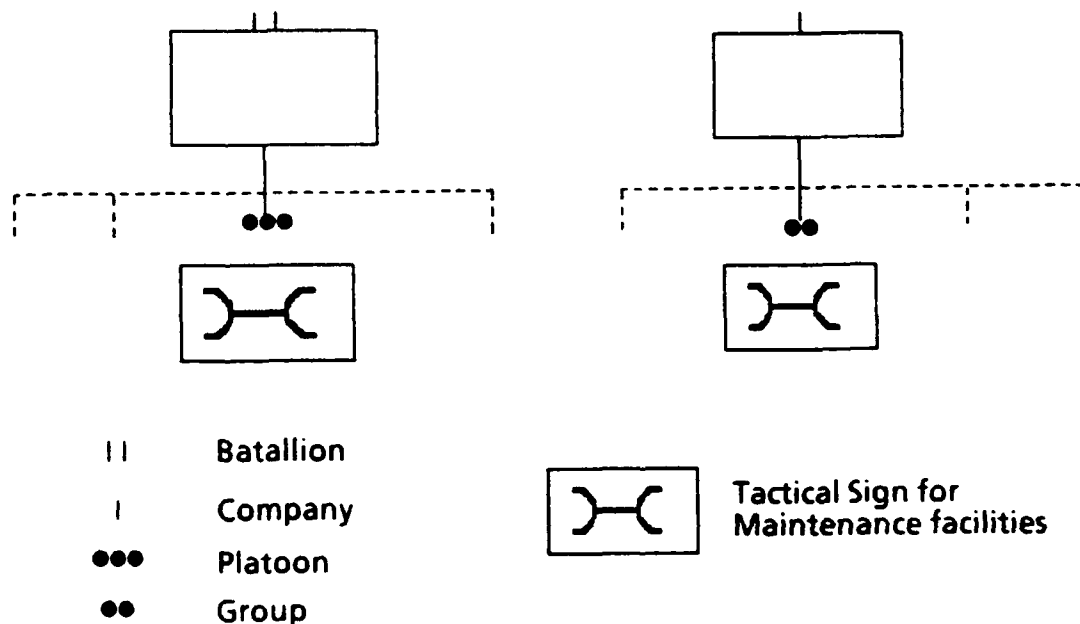 Batallion
Company
Platoon
Group
Tactical Sign for
Maintenance facilities